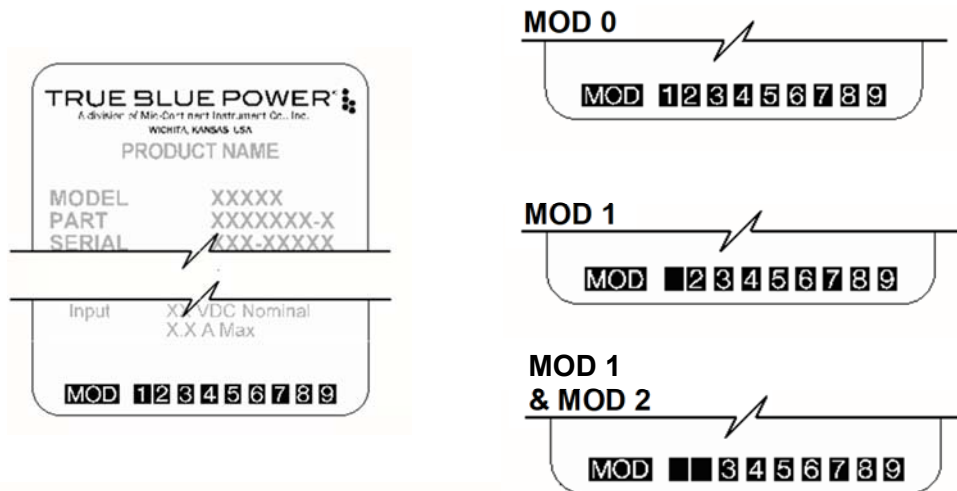 TRUE BLUE POWER
A division of Mid-Continent Instrument Co., Inc.
WICHITA, KANSAS USA
PRODUCT NAME
MODEL XXXXX
PART XXXXXXX-X
SERIAL XXX-XXXXX
Input XX VDC Nominal
X.X A Max
MOD 1 2 3 4 5 6 7 8 9
MOD 0
MOD 1 2 3 4 5 6 7 8 9
MOD 1
MOD 2 3 4 5 6 7 8 9
MOD 1
& MOD 2
MOD 3 4 5 6 7 8 9